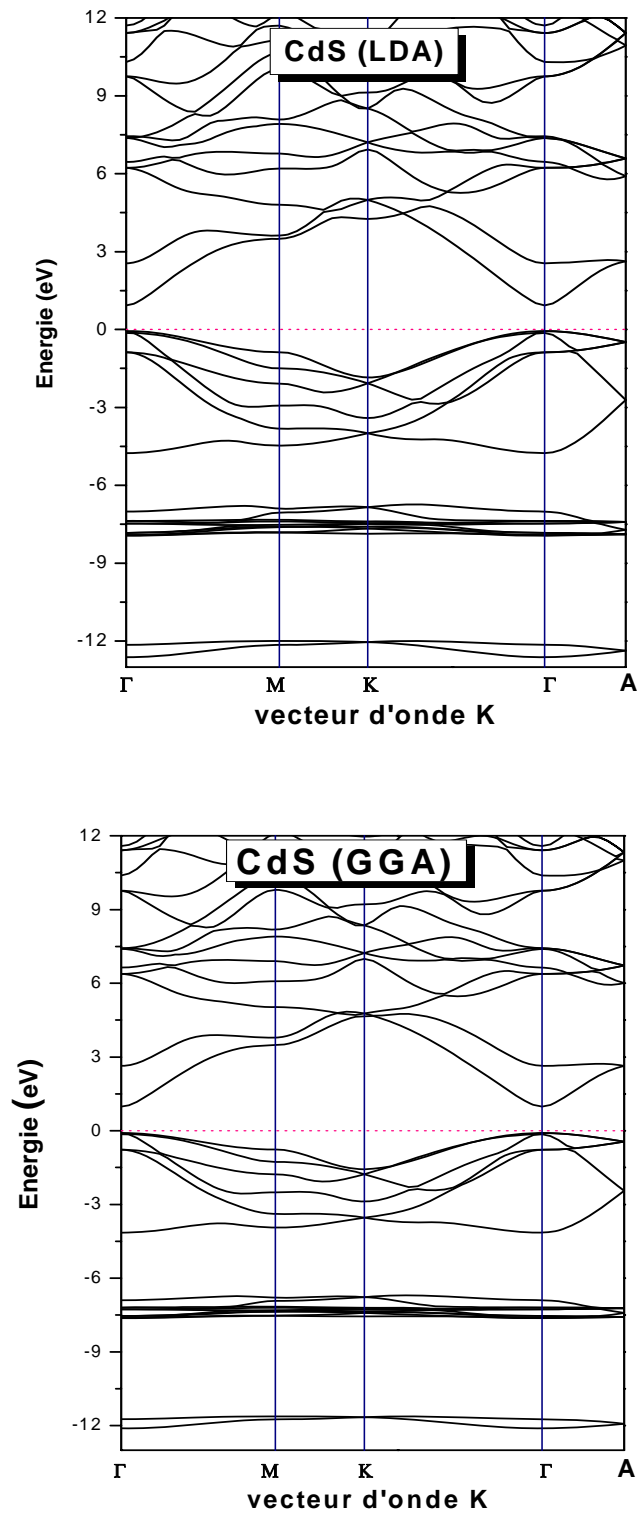 CdS (LDA)
12
9
6
3
0
-3
-6
-9
-12
Energie (eV)
Γ M K Γ A
vecteur d'onde K
CdS (GGA)
12
9
6
3
0
-3
-6
-9
-12
Energie (eV)
Γ M K Γ A
vecteur d'onde K